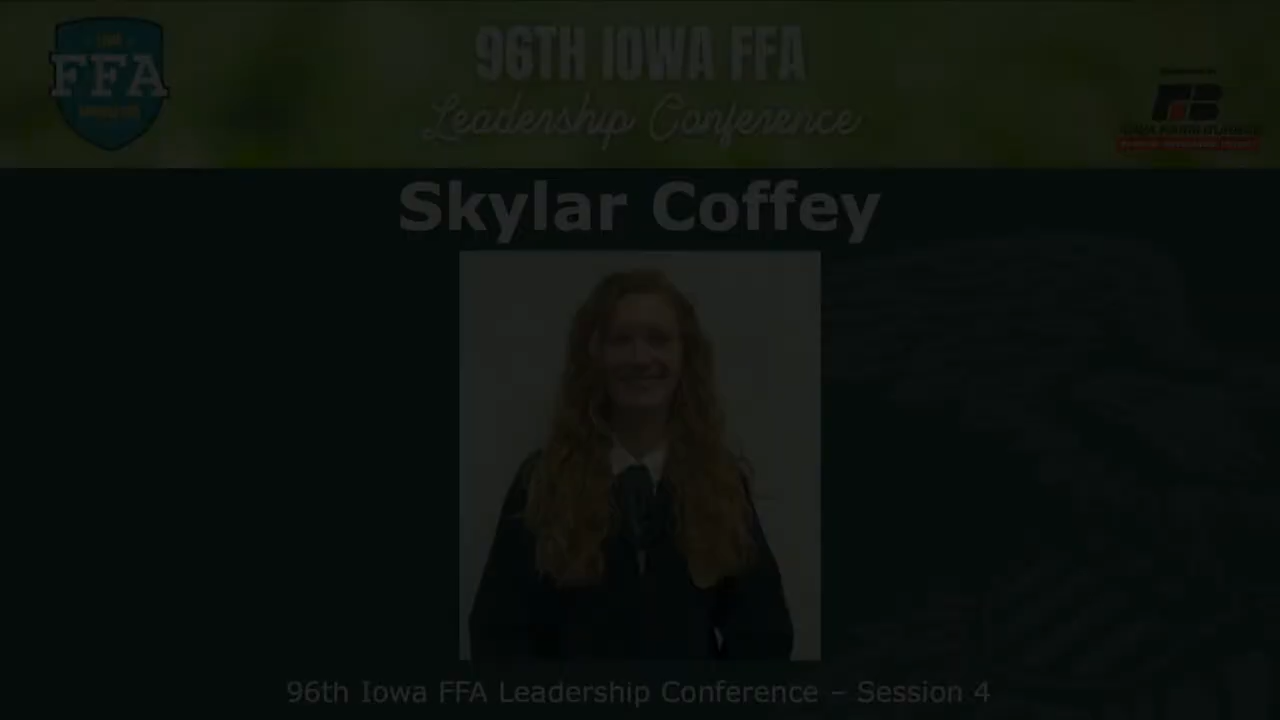 FFA
96TH IOWA FFA
Leadership Conference
Skylar Coffey
96th Iowa FFA Leadership Conference – Session 4